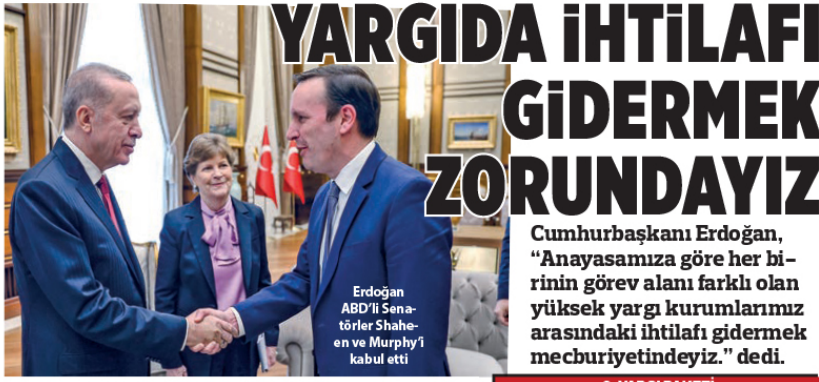 YARGIDA İHTİLAFI
GİDERMEK
ZORUNDAYIZ
Cumhurbaşkanı Erdoğan,
“Anayasamıza göre her bi-
rinin görev alanı farklı olan
yüksek yargı kurumlarımız
arasındaki ihtilafı gidermek
mecburiyetindeyiz.” dedi.
Erdoğan
ABD’li Sena-
törler Shahe-
en ve Murphy’i
kabul etti